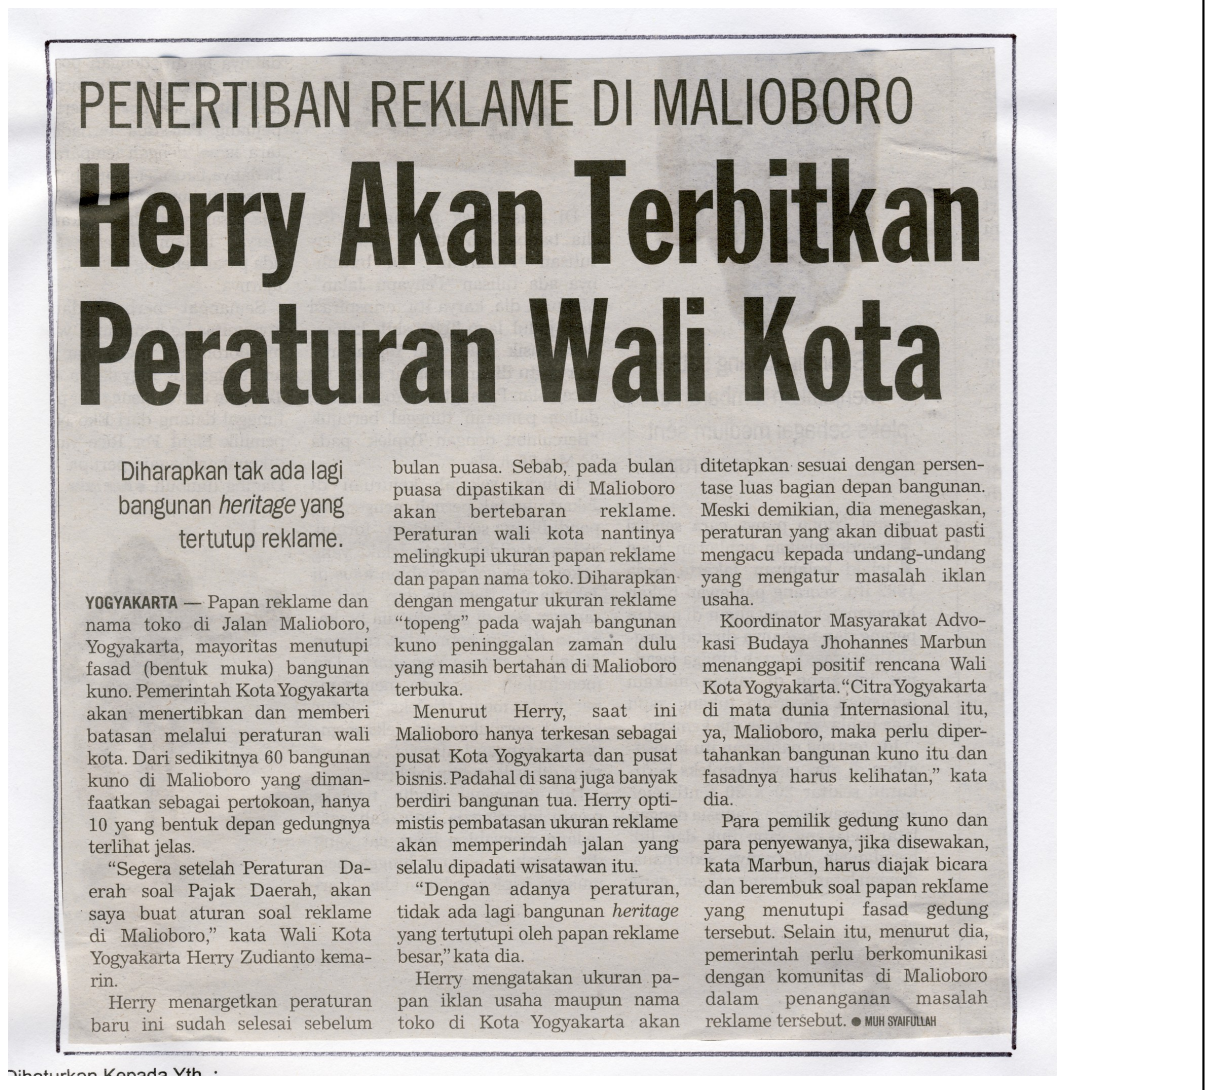 PENERTIBAN REKLAME DI MALIOBORO
Herry Akan Terbitkan
Peraturan Wali Kota
Diharapkan tak ada lagi
bangunan heritage yang
tertutup reklame.
YOGYAKARTA — Papan reklame dan
nama toko di Jalan Malioboro,
Yogyakarta, mayoritas menutupi
fasad (bentuk muka) bangunan
kuno. Pemerintah Kota Yogyakarta
akan menertibkan dan memberi
batasan melalui peraturan wali
kota. Dari sedikitnya 60 bangunan
kuno di Malioboro yang diman-
faatkan sebagai pertokoan, hanya
10 yang bentuk depan gedungnya
terlihat jelas.
“Segera setelah Peraturan Da-
erah soal Pajak Daerah, akan
saya buat aturan soal reklame
di Malioboro,” kata Wali Kota
Yogyakarta Herry Zudianto kema-
rin.
Herry menargetkan peraturan
baru ini sudah selesai sebelum
bulan puasa. Sebab, pada bulan
puasa dipastikan di Malioboro
akan bertebaran reklame.
Peraturan wali kota nantinya
melingkupi ukuran papan reklame
dan papan nama toko. Diharapkan
dengan mengatur ukuran reklame
“topeng” pada wajah bangunan
kuno peninggalan zaman dulu
yang masih bertahan di Malioboro
terbuka.
Menurut Herry, saat ini
Malioboro hanya terkesan sebagai
pusat Kota Yogyakarta dan pusat
bisnis. Padahal di sana juga banyak
berdiri bangunan tua. Herry opti-
mistis pembatasan ukuran reklame
akan memperindah jalan yang
selalu dipadati wisatawan itu.
“Dengan adanya peraturan,
tidak ada lagi bangunan heritage
yang tertutupi oleh papan reklame
besar,” kata dia.
Herry mengatakan ukuran pa-
pan iklan usaha maupun nama
toko di Kota Yogyakarta akan
ditetapkan sesuai dengan persen-
tase luas bagian depan bangunan.
Meski demikian, dia menegaskan,
peraturan yang akan dibuat pasti
mengacu kepada undang-undang
yang mengatur masalah iklan
usaha.
Koordinator Masyarakat Advo-
kasi Budaya Jhohannes Marbun
menanggapi positif rencana Wali
Kota Yogyakarta. “Citra Yogyakarta
di mata dunia Internasional itu,
ya, Malioboro, maka perlu diper-
tahankan bangunan kuno itu dan
fasadnya harus kelihatan,” kata
dia.
Para pemilik gedung kuno dan
para penyewanya, jika disewakan,
kata Marbun, harus diajak bicara
dan berembuk soal papan reklame
yang menutupi fasad gedung
tersebut. Selain itu, menurut dia,
pemerintah perlu berkomunikasi
dengan komunitas di Malioboro
dalam penanganan masalah
reklame tersebut. ● MUH SYAIFULLAH
Dihaturkan Kepada Yth. :